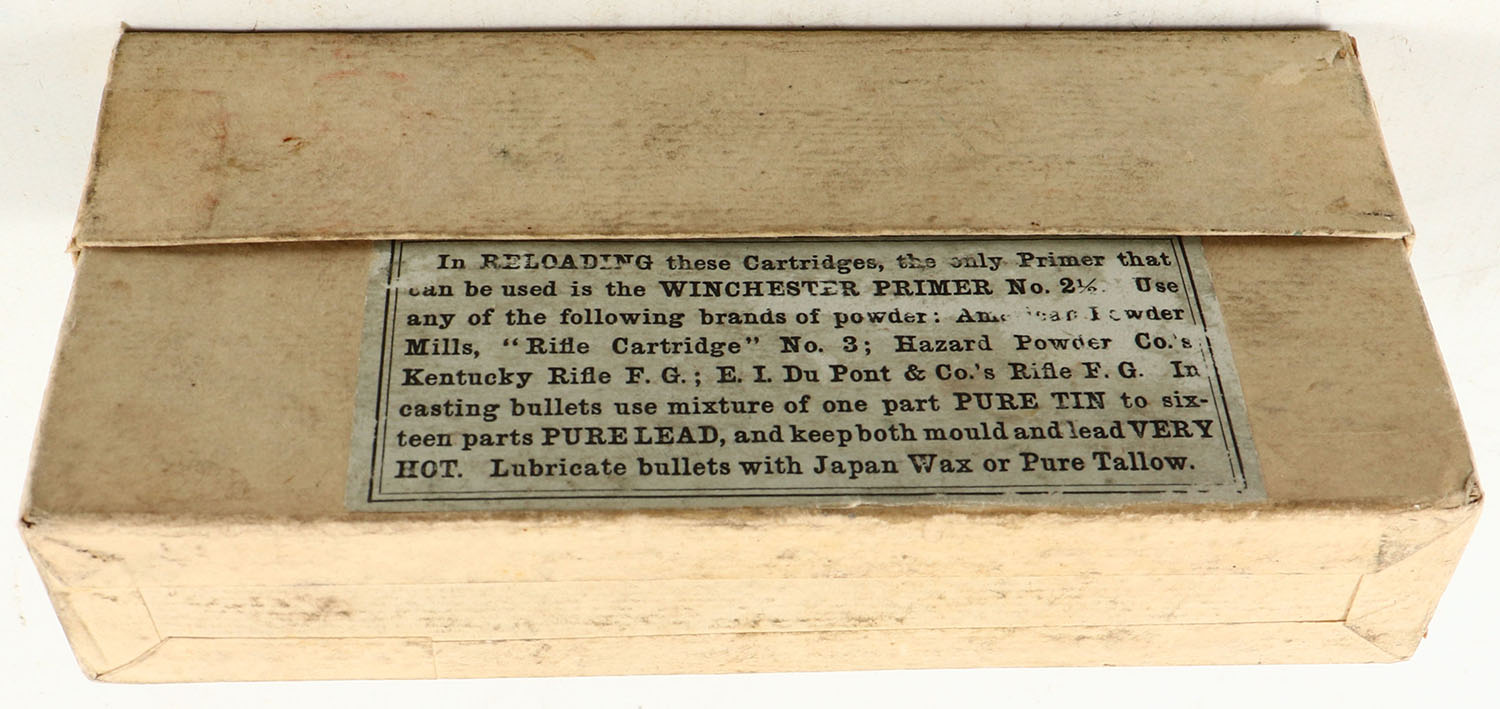 In RELOADING these Cartridges, the only Primer that
can be used is the WINCHESTER PRIMER No. 2½. Use
any of the following brands of powder: American Powder
Mills, “Rifle Cartridge” No. 3; Hazard Powder Co.'s
Kentucky Rifle F. G.; E. I. Du Pont & Co.'s Rifle F. G. In
casting bullets use mixture of one part PURE TIN to six-
teen parts PURE LEAD, and keep both mould and lead VERY
HOT. Lubricate bullets with Japan Wax or Pure Tallow.